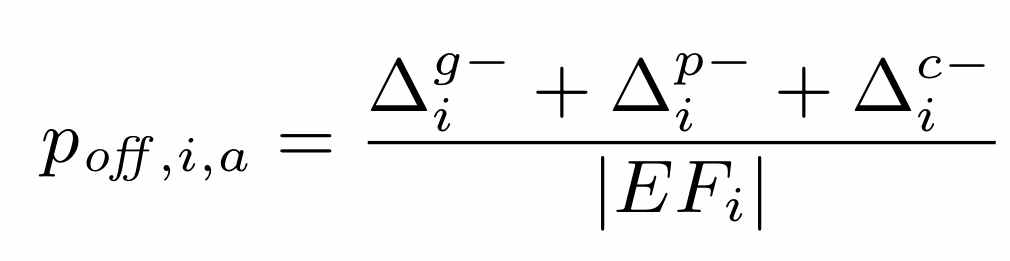 p_{off,i,a} = \frac{\Delta_i^{g-} + \Delta_i^{p-} + \Delta_i^{c-}}{|EF_i|}